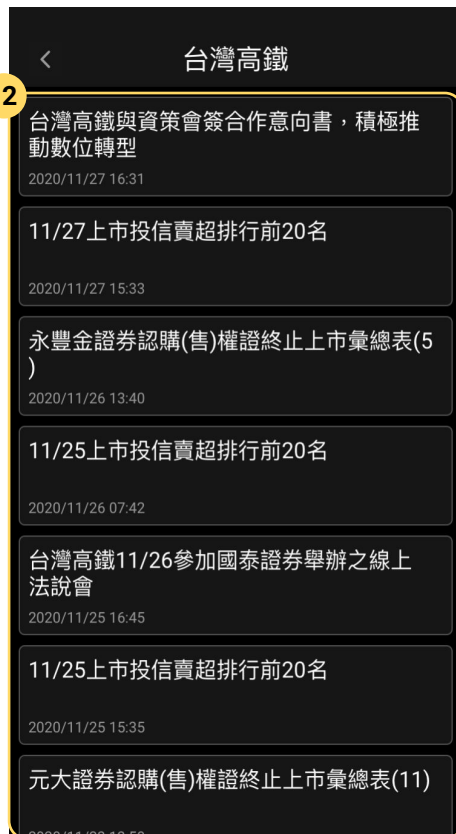 台灣高鐵
2
台灣高鐵與資策會簽合作意向書，積極推
動數位轉型
2020/11/27 16:31
11/27上市投信賣超排行前20名
2020/11/27 15:33
永豐金證券認購(售)權證終止上市彙總表(5
)
2020/11/26 13:40
11/25上市投信賣超排行前20名
2020/11/26 07:42
台灣高鐵11/26參加國泰證券舉辦之線上
法說會
2020/11/25 16:45
11/25上市投信賣超排行前20名
2020/11/25 15:35
元大證券認購(售)權證終止上市彙總表(11)